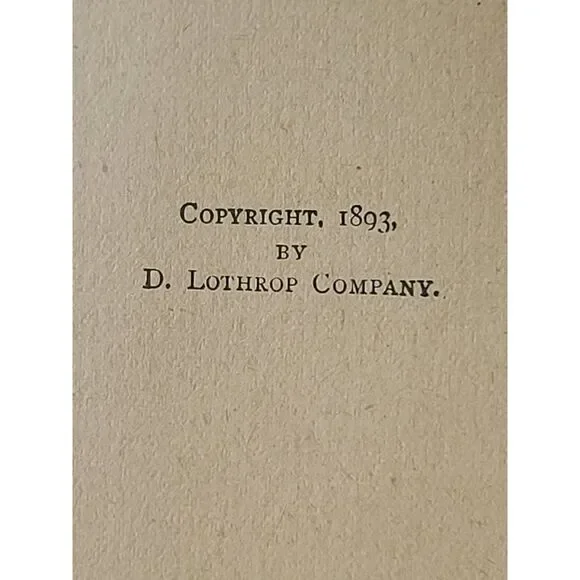 Copyright, 1893,
by
D. Lothrop Company.